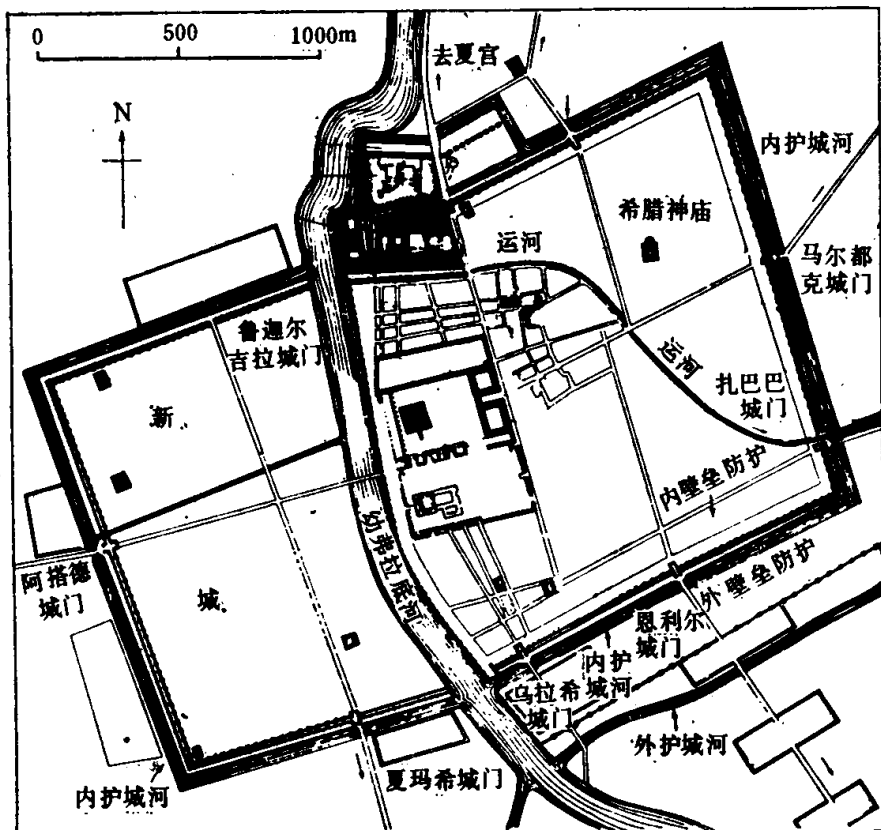 0 500 1000m
去夏宫
N
内护城河
希腊神庙
运河
马尔都
克城门
鲁迦尔
吉拉城门
运河
扎巴巴
城门
新
内壁垒防护
幼弗拉底河
阿搭德
城门
城
外壁垒防护
恩利尔
城门
内护
城河
乌拉希
城门
外护城河
夏玛希城门
内护城河